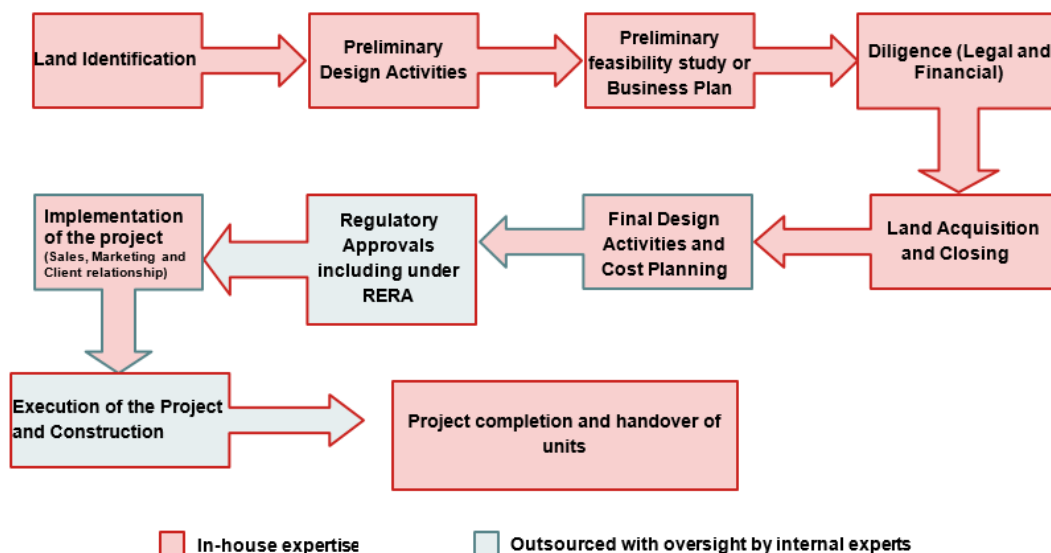 Land Identification
Preliminary
Design Activities
Preliminary
feasibility study or
Business Plan
Diligence (Legal and
Financial)
Implementation
of the project
(Sales, Marketing and
Client relationship)
Regulatory
Approvals
including under
RERA
Final Design
Activities and
Cost Planning
Land Acquisition
and Closing
Execution of the Project
and Construction
Project completion and handover of
units
In-house expertise
Outsourced with oversight by internal experts